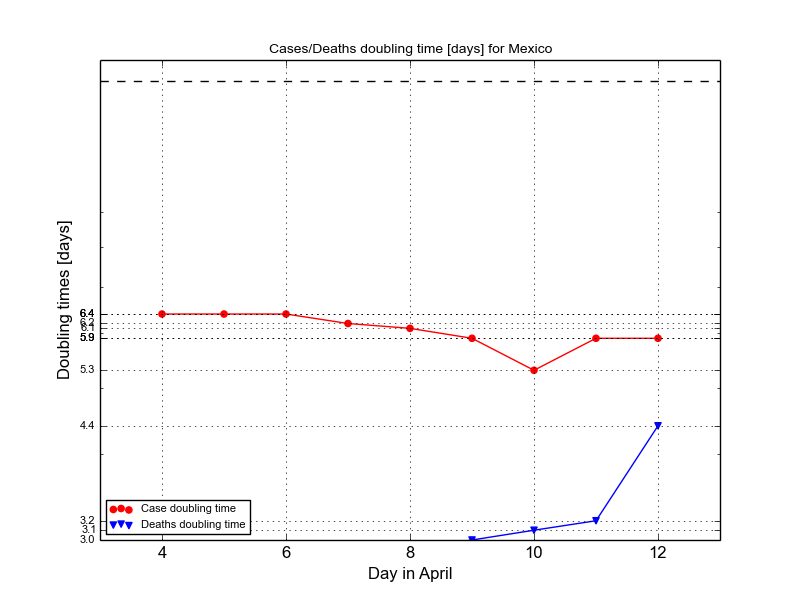 Cases/Deaths doubling time [days] for Mexico
Doubling times [days]
6.4
6.2
6.1
5.9
5.3
4.4
3.2
3.1
3.0
Case doubling time
Deaths doubling time
4 6 8 10 12
Day in April